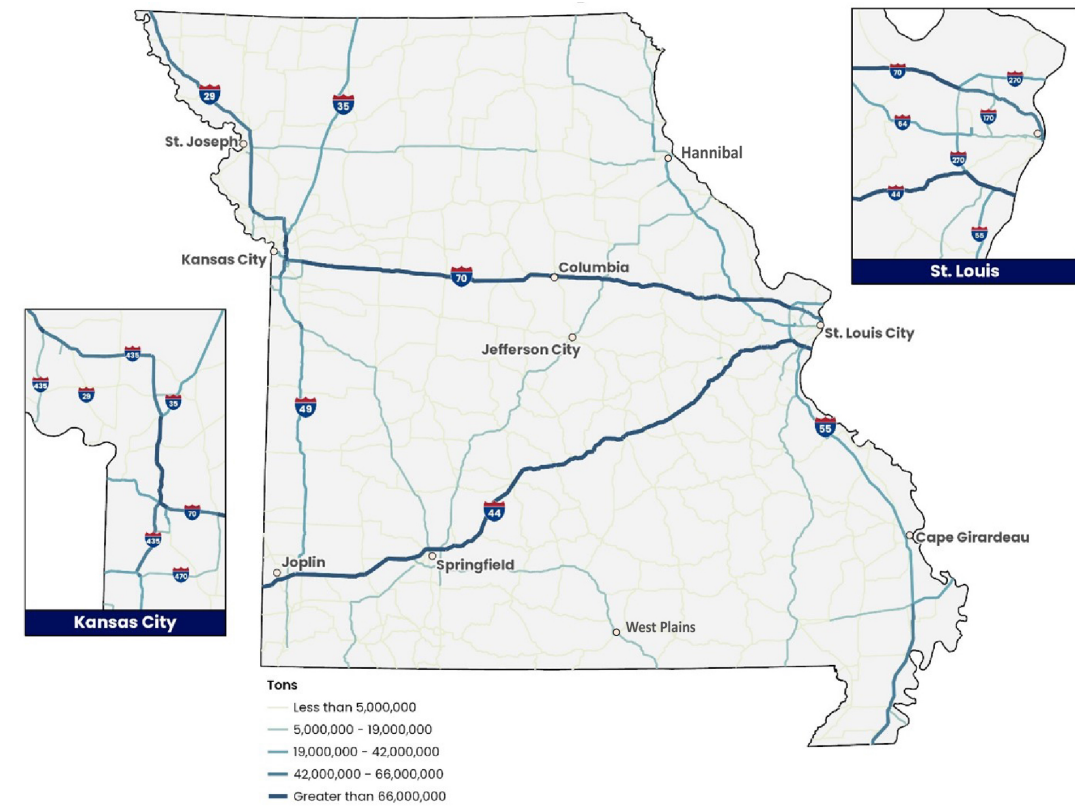 29
35
St. Joseph
Hannibal
Kansas City
70
Columbia
Jefferson City
St. Louis City
49
55
44
Cape Girardeau
Joplin
Springfield
West Plains
70
270
64
170
270
44
55
St. Louis
435
435
29
35
70
435
470
Kansas City
Tons
Less than 5,000,000
5,000,000 - 19,000,000
19,000,000 - 42,000,000
42,000,000 - 66,000,000
Greater than 66,000,000